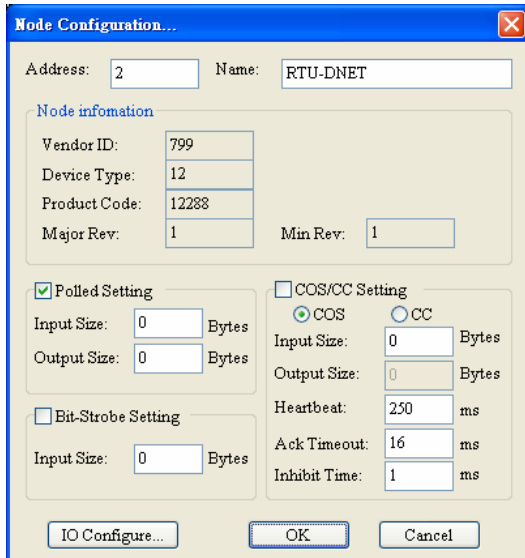 Node Configuration...
Address: 2 Name: RTU-DNET
Node infomation
Vendor ID: 799
Device Type: 12
Product Code: 12288
Major Rev: 1 Min Rev: 1
Polled Setting
Input Size: 0 Bytes
Output Size: 0 Bytes
Bit-Strobe Setting
Input Size: 0 Bytes
COS/CC Setting
COS CC
Input Size: 0 Bytes
Output Size: 0 Bytes
Heartbeat: 250 ms
Ack Timeout: 16 ms
Inhibit Time: 1 ms
IO Configure... OK Cancel